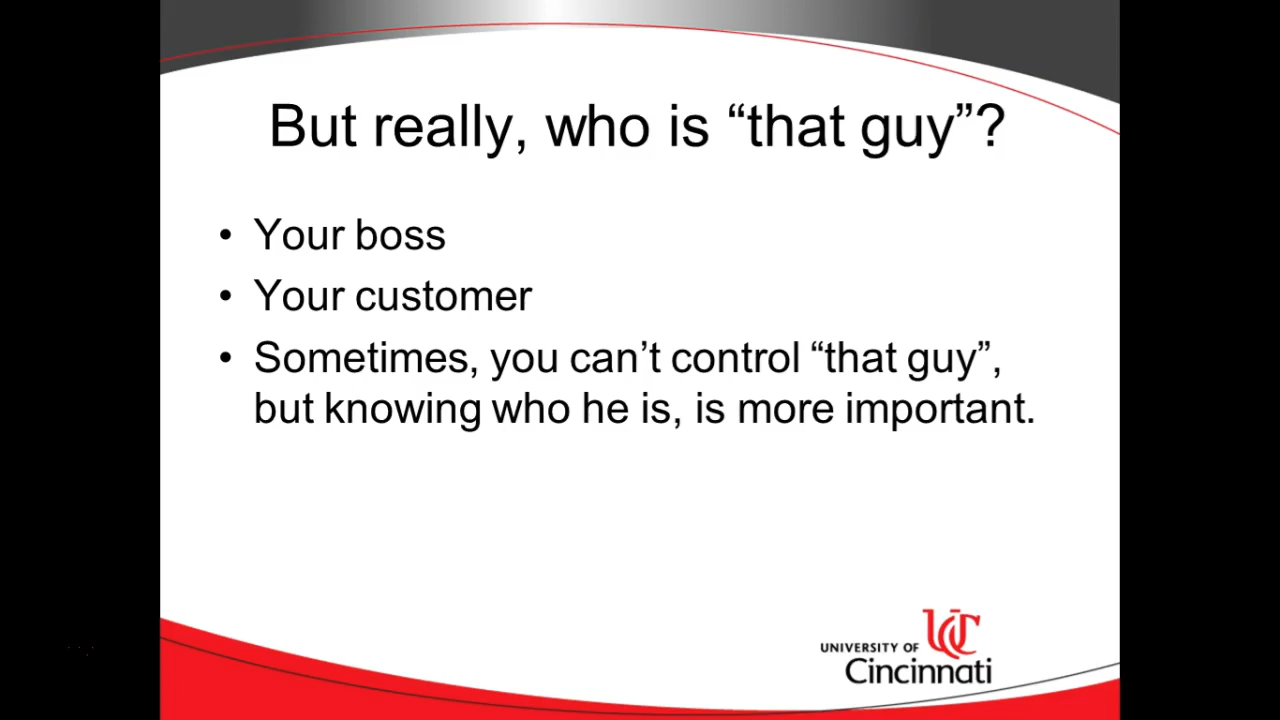 But really, who is “that guy”?
• Your boss
• Your customer
• Sometimes, you can’t control “that guy”,
but knowing who he is, is more important.
UC
UNIVERSITY OF
Cincinnati